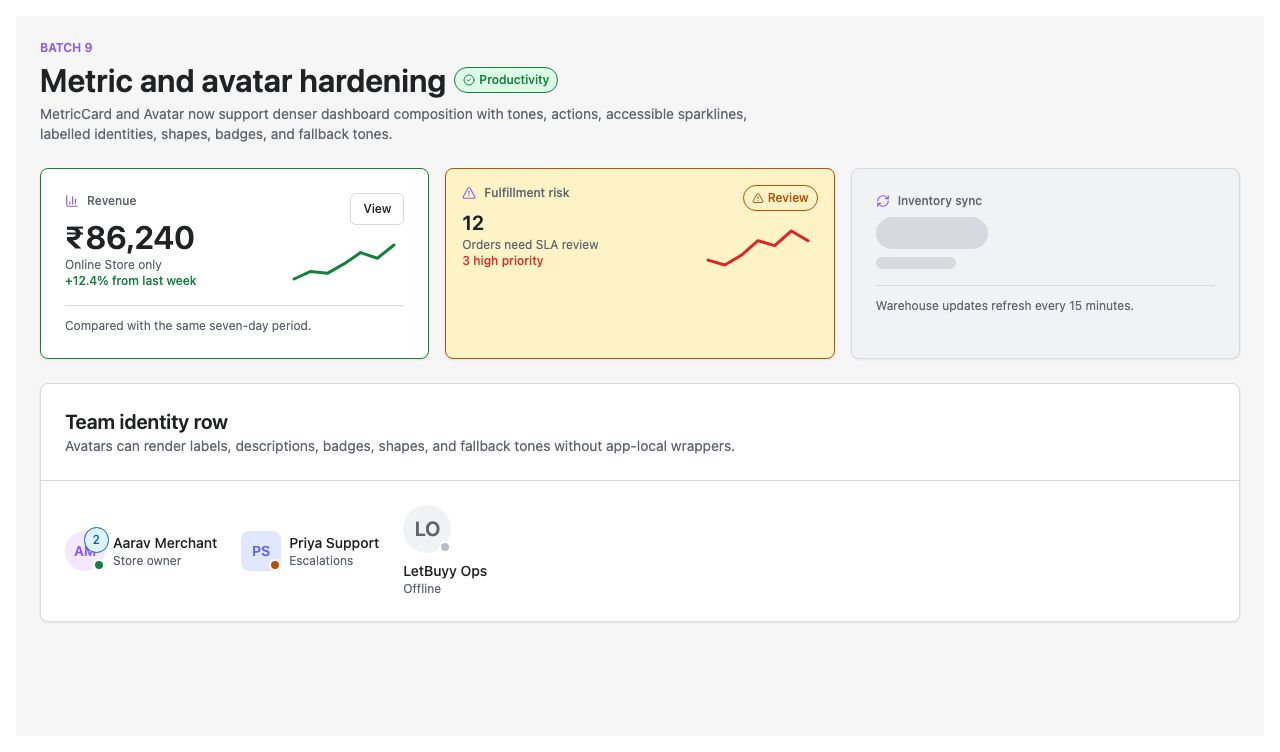 BATCH 9
Metric and avatar hardening
Productivity
MetricCard and Avatar now support denser dashboard composition with tones, actions, accessible sparklines,
labelled identities, shapes, badges, and fallback tones.
Revenue
View
₹86,240
Online Store only
+12.4% from last week
Compared with the same seven-day period.
Fulfillment risk
Review
12
Orders need SLA review
3 high priority
Inventory sync
Warehouse updates refresh every 15 minutes.
Team identity row
Avatars can render labels, descriptions, badges, shapes, and fallback tones without app-local wrappers.
AM
2
Aarav Merchant
Store owner
PS
Priya Support
Escalations
LO
LetBuyy Ops
Offline